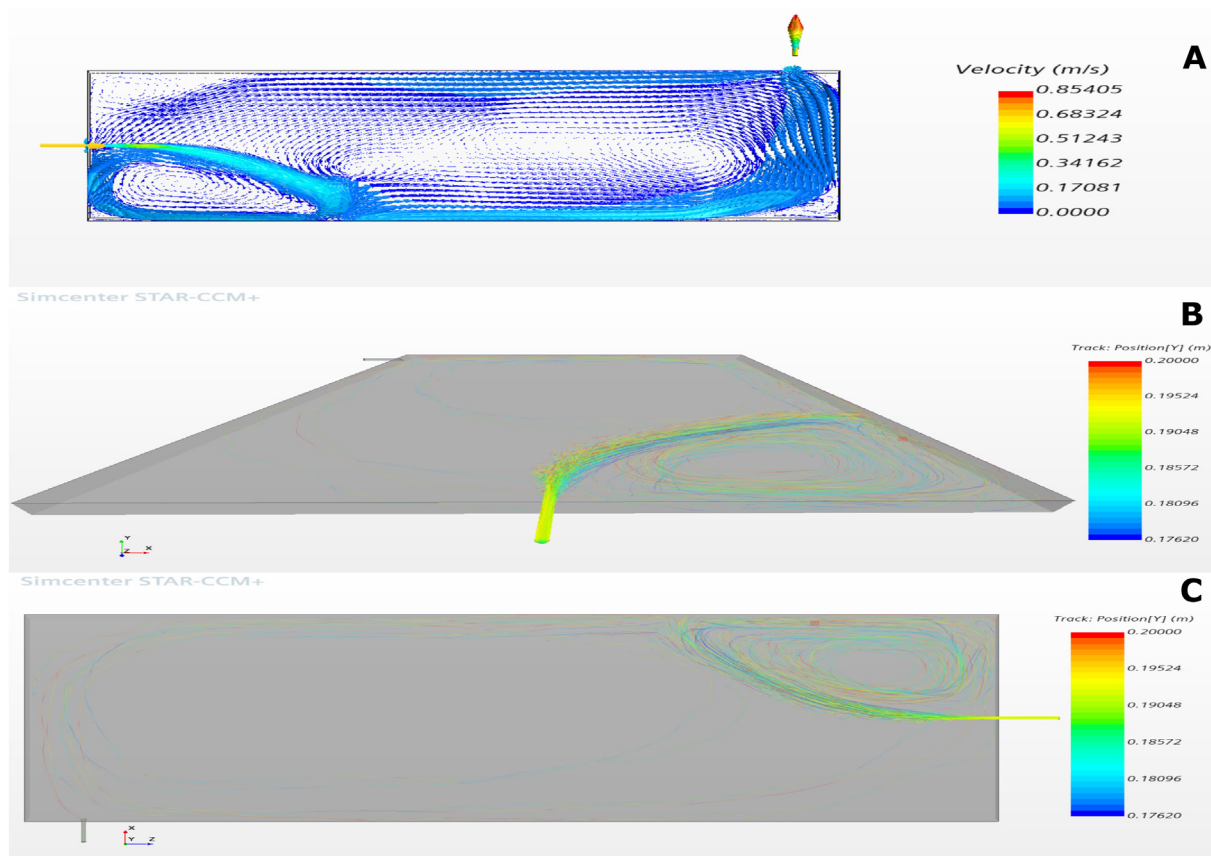 A
Velocity (m/s)
0.85405
0.68324
0.51243
0.34162
0.17081
0.0000
Simcenter STAR-CCM+
B
Track: Position[Y] (m)
0.20000
0.19524
0.19048
0.18572
0.18096
0.17620
Y
Z X
Simcenter STAR-CCM+
C
Track: Position[Y] (m)
0.20000
0.19524
0.19048
0.18572
0.18096
0.17620
X
Y Z